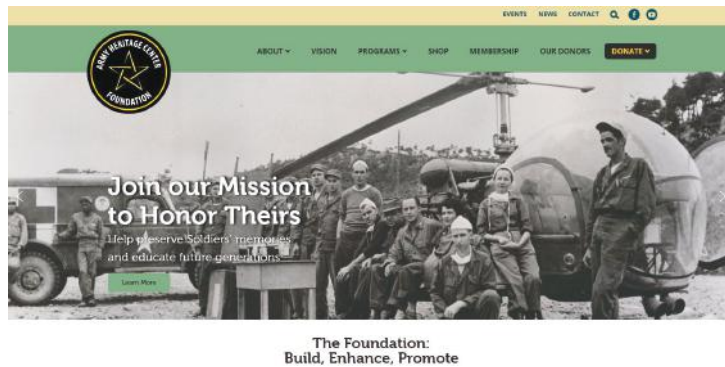 EVENTS NEWS CONTACT
ARMY HERITAGE CENTER
FOUNDATION
ABOUT VISION PROGRAMS SHOP MEMBERSHIP OUR DONORS DONATE
Join our Mission
to Honor Theirs
Help preserve Soldiers' memories
and educate future generations
Learn More
The Foundation:
Build, Enhance, Promote